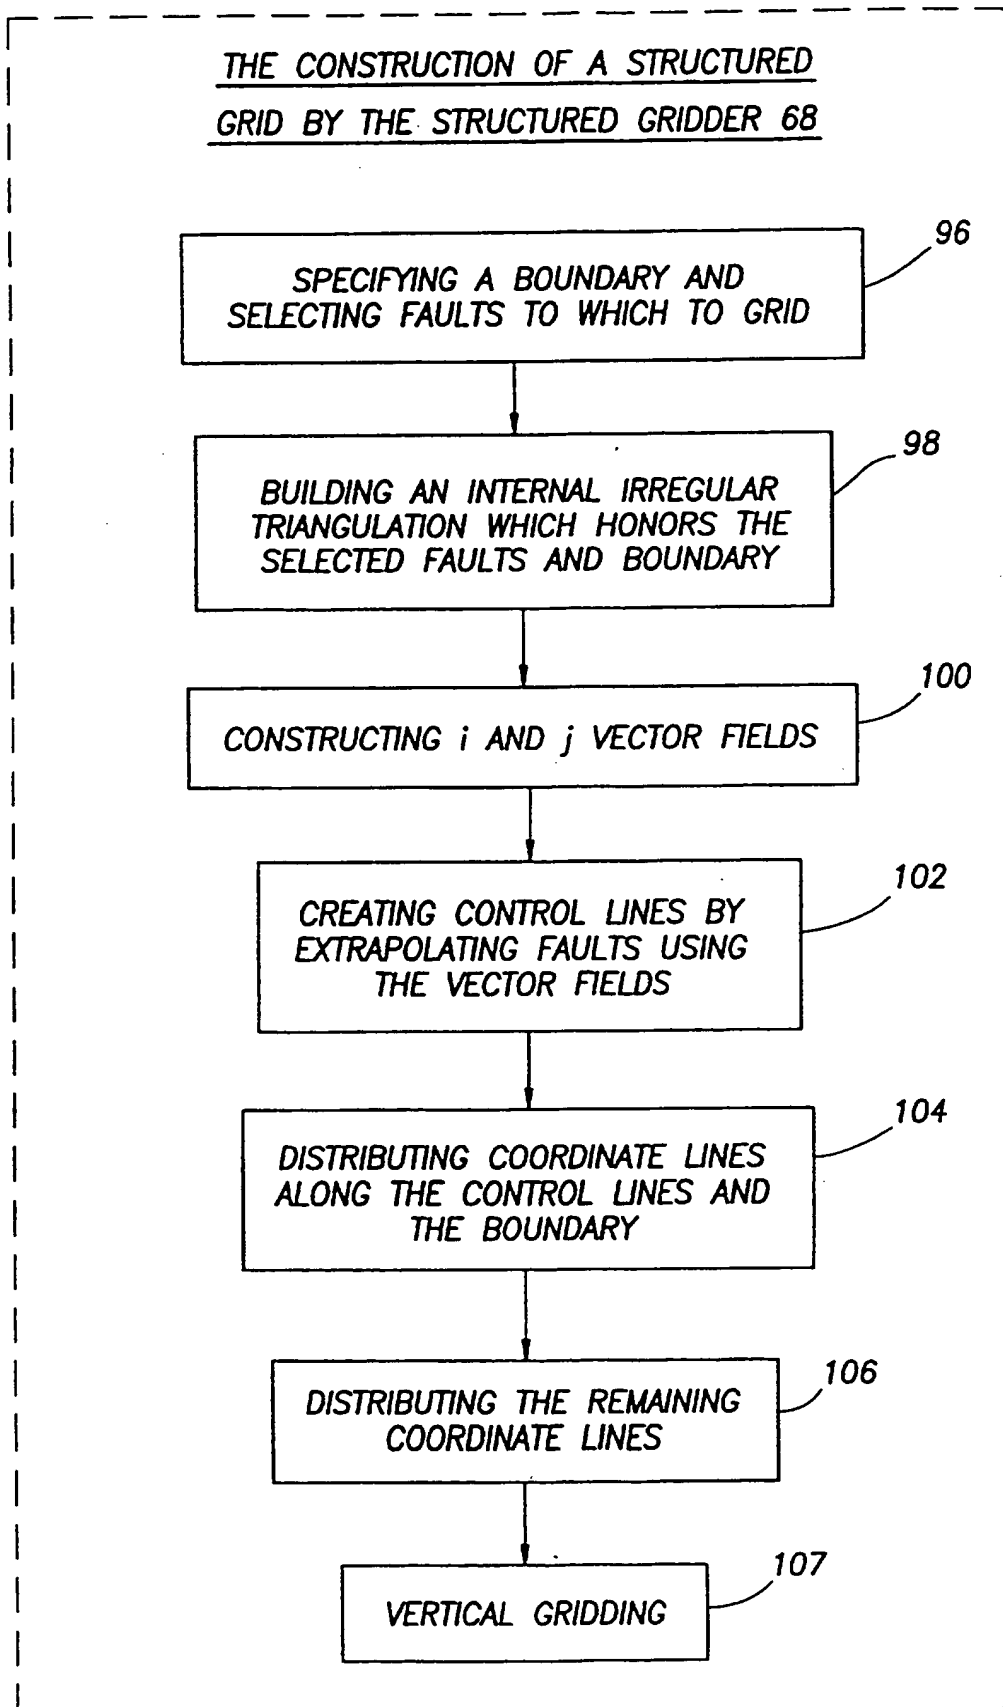 THE CONSTRUCTION OF A STRUCTURED
GRID BY THE STRUCTURED GRIDDER 68
96
SPECIFYING A BOUNDARY AND
SELECTING FAULTS TO WHICH TO GRID
98
BUILDING AN INTERNAL IRREGULAR
TRIANGULATION WHICH HONORS THE
SELECTED FAULTS AND BOUNDARY
100
CONSTRUCTING i AND j VECTOR FIELDS
102
CREATING CONTROL LINES BY
EXTRAPOLATING FAULTS USING
THE VECTOR FIELDS
104
DISTRIBUTING COORDINATE LINES
ALONG THE CONTROL LINES AND
THE BOUNDARY
106
DISTRIBUTING THE REMAINING
COORDINATE LINES
107
VERTICAL GRIDDING